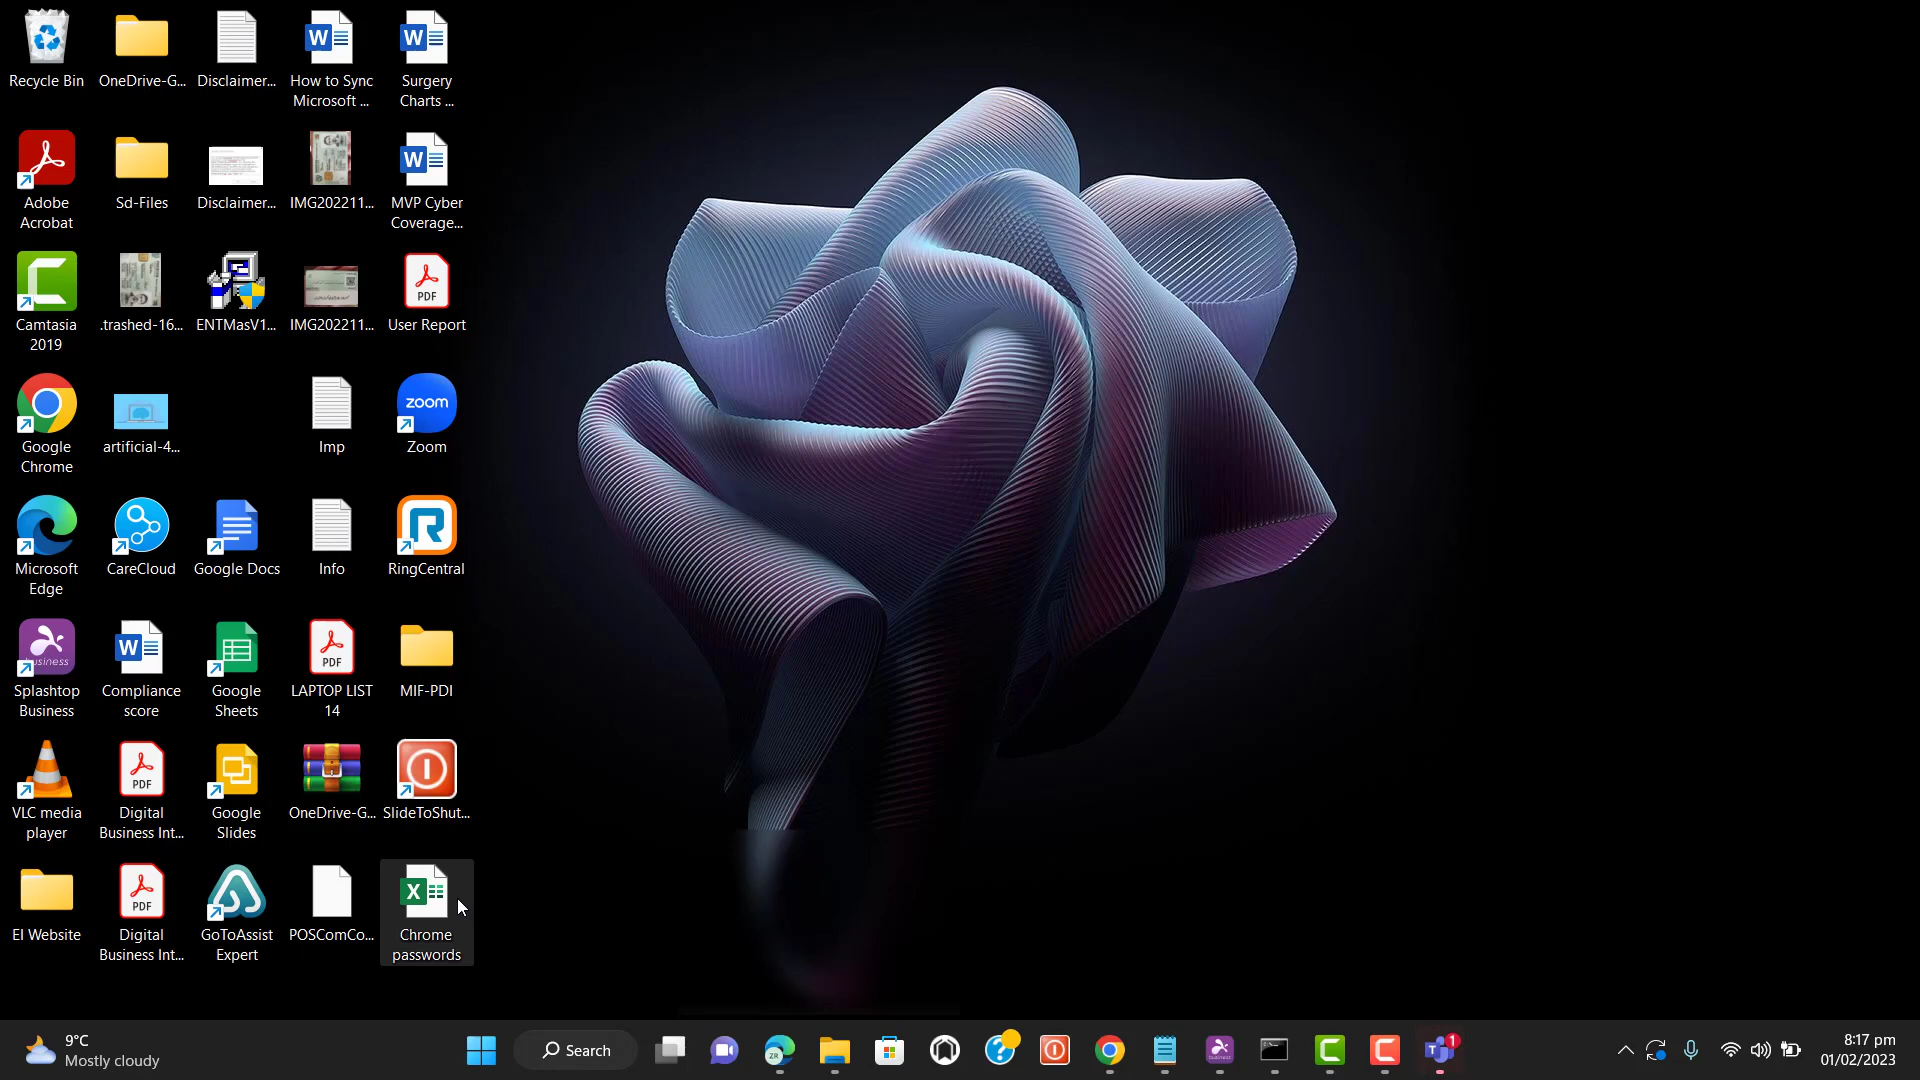 Recycle Bin
OneDrive-G...
Disclaimer...
How to Sync
Microsoft ...
Surgery
Charts ...
Adobe
Acrobat
Sd-Files
Disclaimer...
IMG202211...
MVP Cyber
Coverage...
Camtasia
2019
.trashed-16...
ENTMasV1...
IMG202211...
PDF
User Report
Google
Chrome
artificial-4...
Imp
zoom
Zoom
Microsoft
Edge
CareCloud
Google Docs
Info
RingCentral
business
Splashtop
Business
Compliance
score
Google
Sheets
PDF
LAPTOP LIST
14
MIF-PDI
VLC media
player
PDF
Digital
Business Int...
Google
Slides
OneDrive-G...
SlideToShut...
EI Website
PDF
Digital
Business Int...
GoToAssist
Expert
POSComCo...
Chrome
passwords
9°C
Mostly cloudy
Search
8:17 pm
01/02/2023